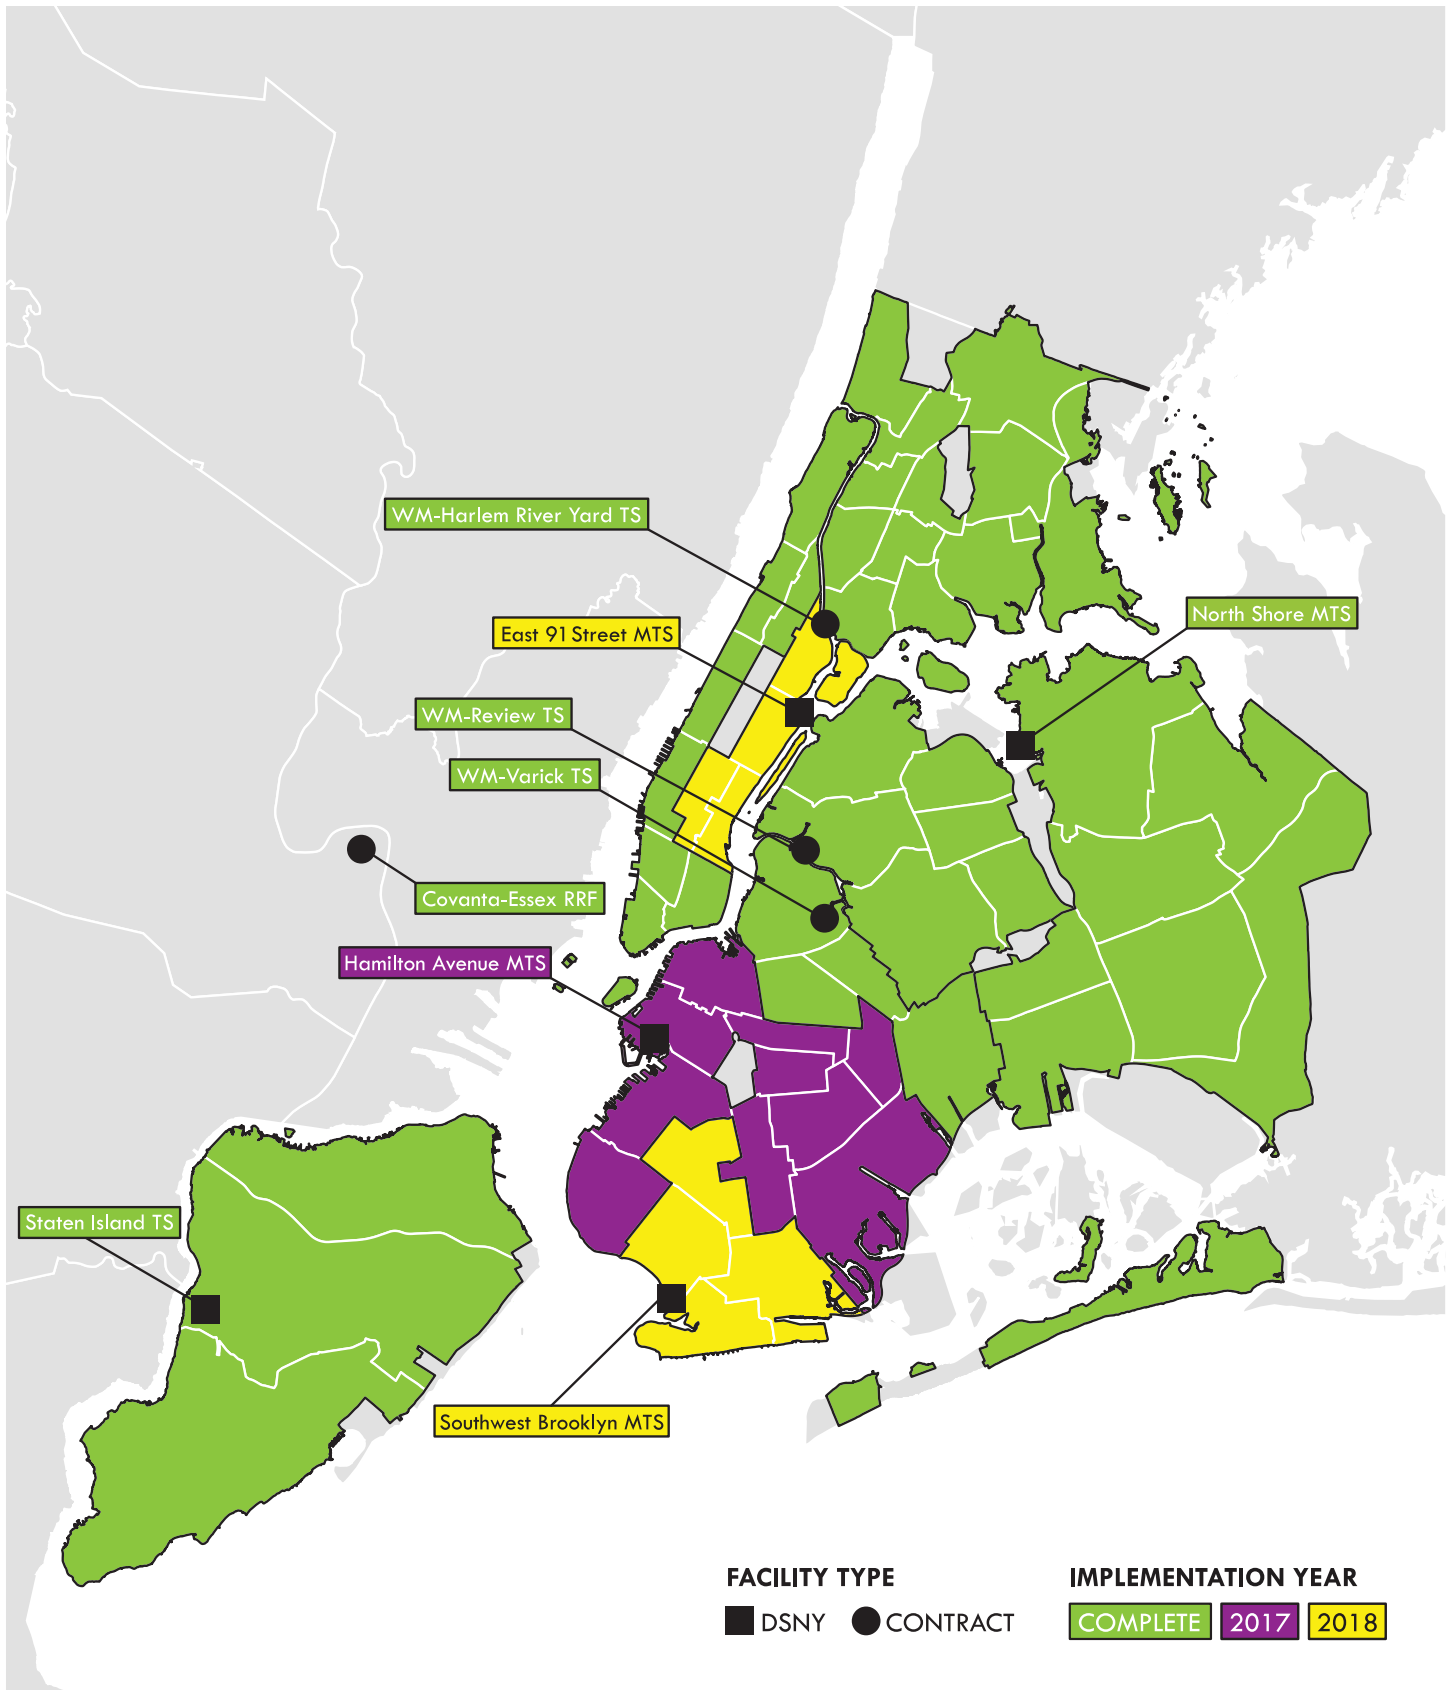 WM-Harlem River Yard TS
East 91 Street MTS
North Shore MTS
WM-Review TS
WM-Varick TS
Covanta-Essex RRF
Hamilton Avenue MTS
Staten Island TS
Southwest Brooklyn MTS
FACILITY TYPE
DSNY
CONTRACT
IMPLEMENTATION YEAR
COMPLETE
2017
2018